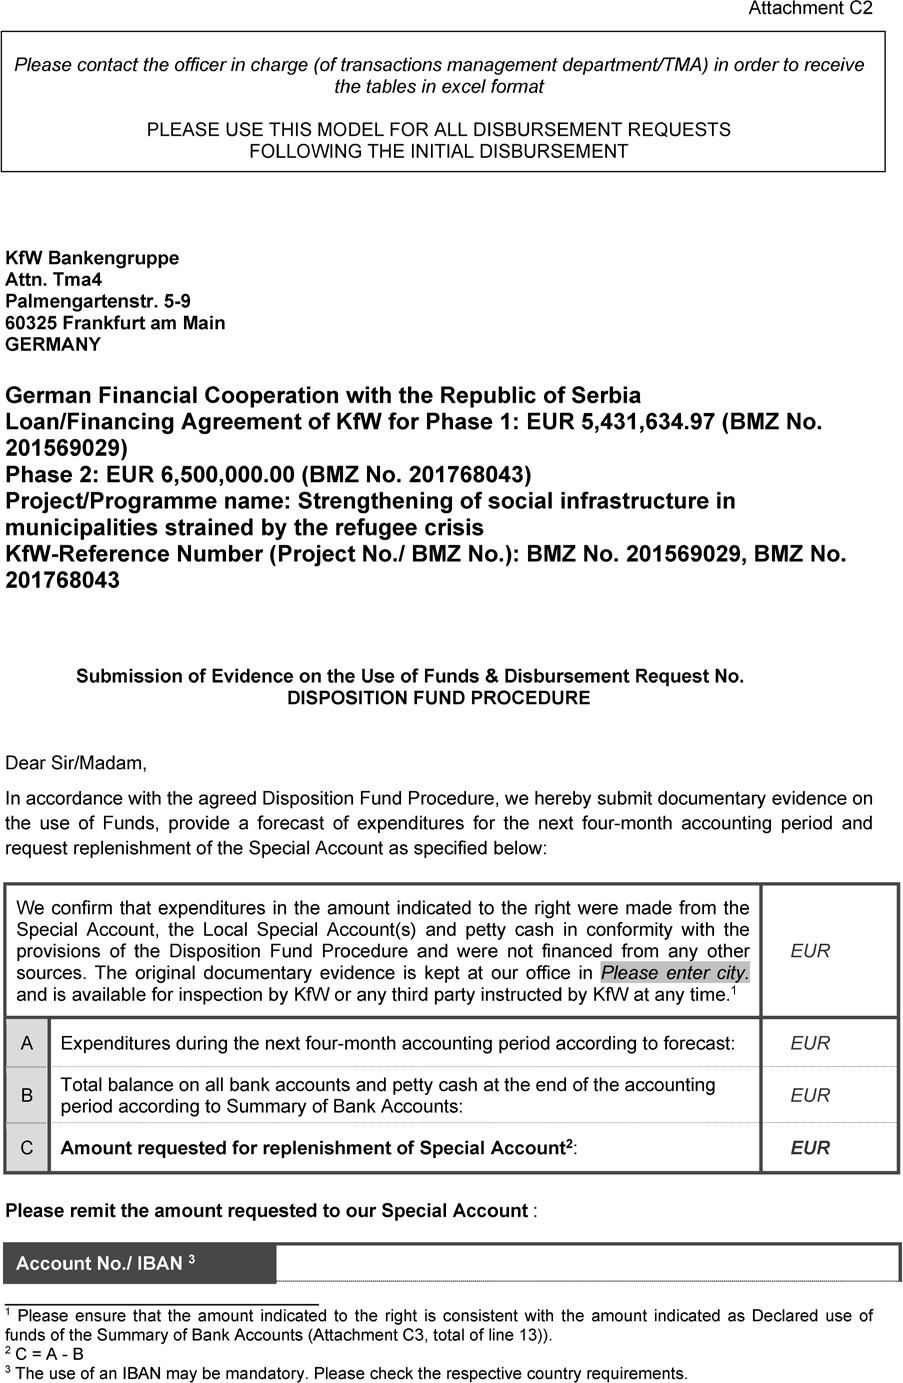 Attachment C2
Please contact the officer in charge (of transactions management department/TMA) in order to receive
the tables in excel format
PLEASE USE THIS MODEL FOR ALL DISBURSEMENT REQUESTS
FOLLOWING THE INITIAL DISBURSEMENT
KfW Bankengruppe
Attn. Tma4
Palmengartenstr. 5-9
60325 Frankfurt am Main
GERMANY
German Financial Cooperation with the Republic of Serbia
Loan/Financing Agreement of KfW for Phase 1: EUR 5,431,634.97 (BMZ No.
201569029)
Phase 2: EUR 6,500,000.00 (BMZ No. 201768043)
Project/Programme name: Strengthening of social infrastructure in
municipalities strained by the refugee crisis
KfW-Reference Number (Project No./ BMZ No.): BMZ No. 201569029, BMZ No.
201768043
Submission of Evidence on the Use of Funds & Disbursement Request No.
DISPOSITION FUND PROCEDURE
Dear Sir/Madam,
In accordance with the agreed Disposition Fund Procedure, we hereby submit documentary evidence on
the use of Funds, provide a forecast of expenditures for the next four-month accounting period and
request replenishment of the Special Account as specified below:
We confirm that expenditures in the amount indicated to the right were made from the
Special Account, the Local Special Account(s) and petty cash in conformity with the
provisions of the Disposition Fund Procedure and were not financed from any other
sources. The original documentary evidence is kept at our office in Please enter city.
and is available for inspection by KfW or any third party instructed by KfW at any time.1
EUR
A Expenditures during the next four-month accounting period according to forecast: EUR
B Total balance on all bank accounts and petty cash at the end of the accounting
period according to Summary of Bank Accounts: EUR
C Amount requested for replenishment of Special Account2: EUR
Please remit the amount requested to our Special Account :
Account No./ IBAN 3
1 Please ensure that the amount indicated to the right is consistent with the amount indicated as Declared use of
funds of the Summary of Bank Accounts (Attachment C3, total of line 13)).
2 C = A - B
3 The use of an IBAN may be mandatory. Please check the respective country requirements.